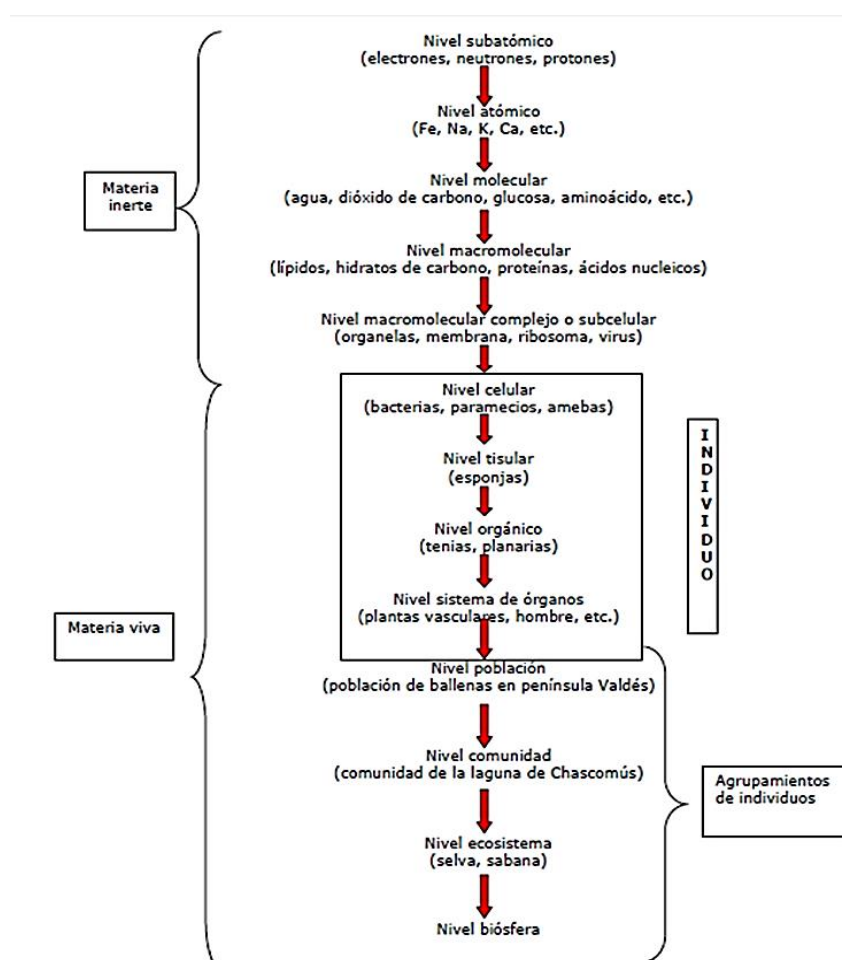 Nivel subatómico
(electrones, neutrones, protones)
Nivel atómico
(Fe, Na, K, Ca, etc.)
Materia
inerte
Nivel molecular
(agua, dióxido de carbono, glucosa, aminoácido, etc.)
Nivel macromolecular
(lípidos, hidratos de carbono, proteínas, ácidos nucleicos)
Nivel macromolecular complejo o subcelular
(organelas, membrana, ribosoma, virus)
Nivel celular
(bacterias, paramecios, amebas)
Nivel tisular
(esponjas)
Nivel orgánico
(tenias, planarias)
Nivel sistema de órganos
(plantas vasculares, hombre, etc.)
INDIVIDUO
Materia viva
Nivel población
(población de ballenas en península Valdés)
Nivel comunidad
(comunidad de la laguna de Chascomús)
Agrupamientos
de individuos
Nivel ecosistema
(selva, sabana)
Nivel biósfera